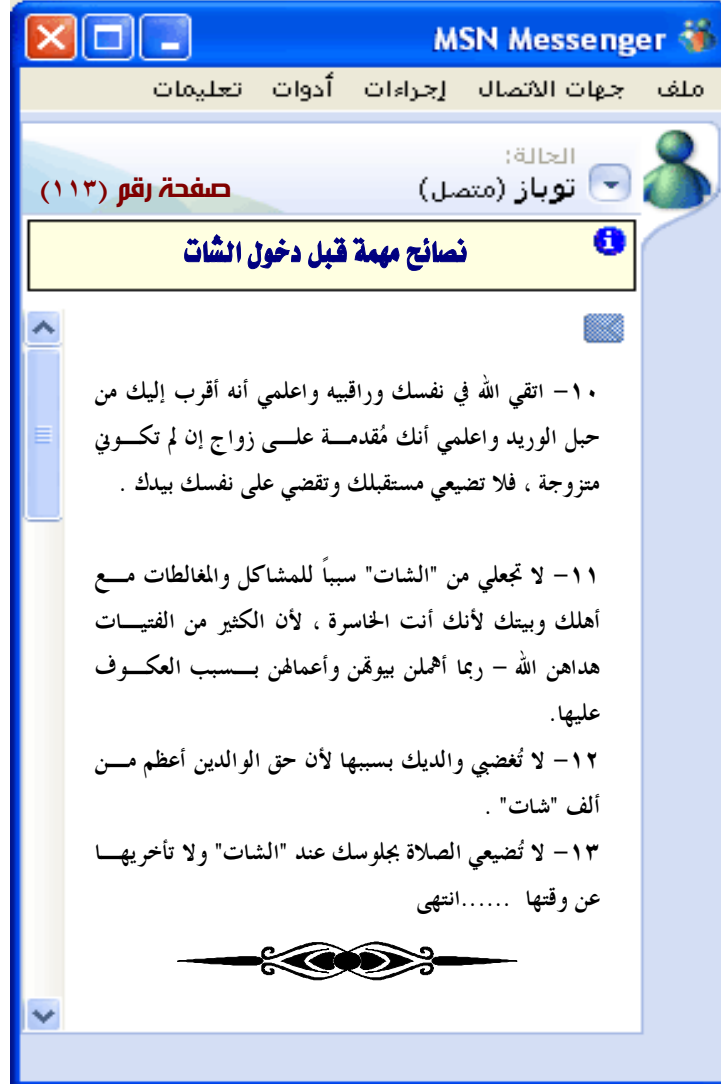 MSN Messenger
ملف جهات الاتصال إجراءات أدوات تعليمات
الحالة:
توباز (متصل)
صفحة رقم (١١٣)
نصائح مهمة قبل دخول الشات
١٠- اتقي الله في نفسك وراقبيه واعلمي أنه أقرب إليك من
حبل الوريد واعلمي أنك مُقدمة على زواج إن لم تكوني
متزوجة ، فلا تضيعي مستقبلك وتقضي على نفسك بيدك .
١١- لا تجعلي من "الشات" سبباً للمشاكل والمغالطات مع
أهلك وبيتك لأنك أنت الخاسرة ، لأن الكثير من الفتيات
هداهن الله – ربما أهملن بيوتهن وأعمالهن بسبب العكوف
عليها.
١٢- لا تُغضبي والديك بسببها لأن حق الوالدين أعظم من
ألف "شات" .
١٣- لا تُضيعي الصلاة بجلوسك عند "الشات" ولا تأخريها
عن وقتها ......انتهى